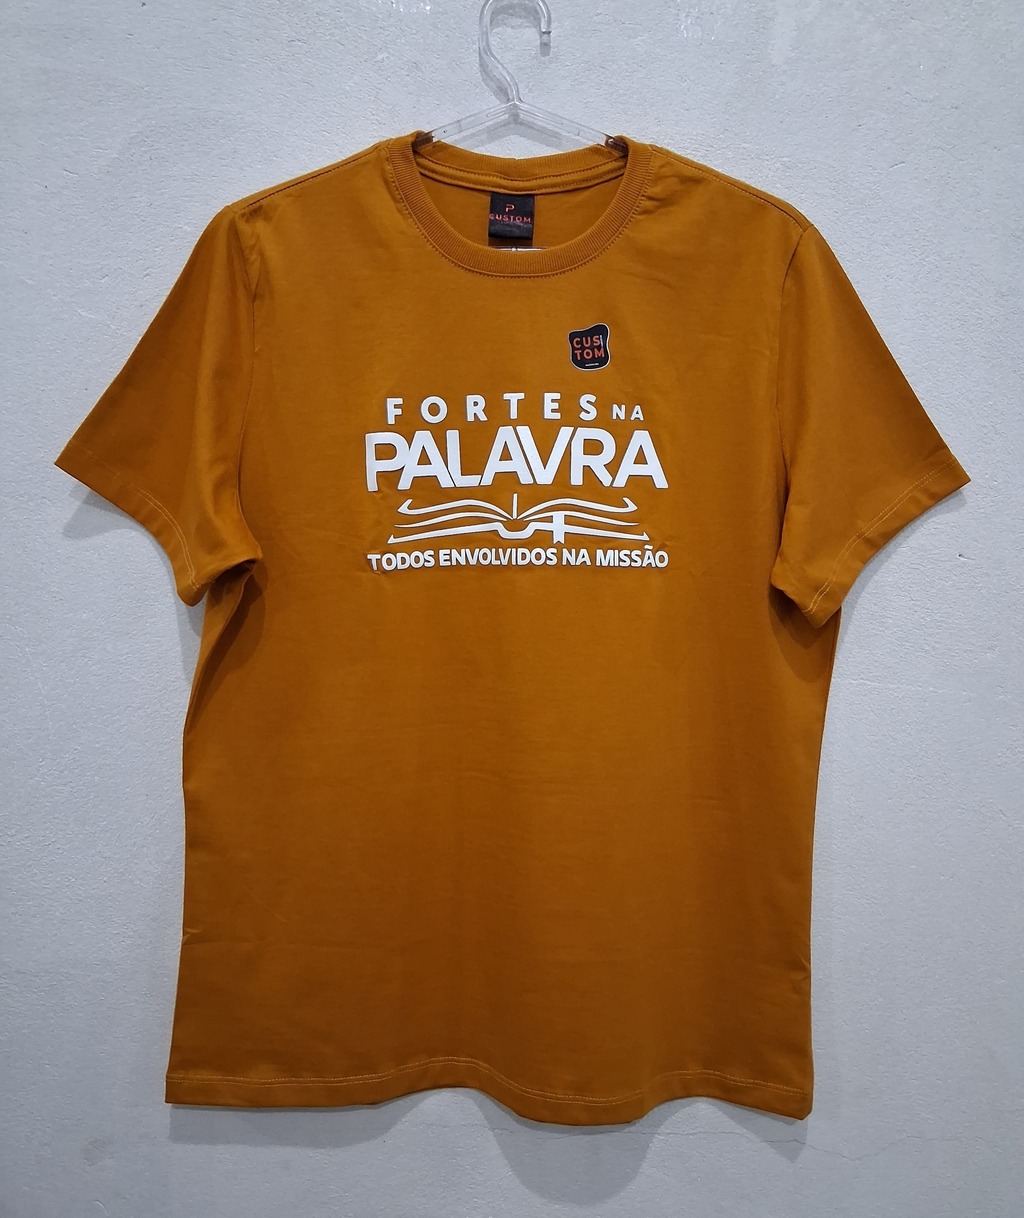 P
CUSTOM
CUS
TOM
FORTES NA
PALAVRA
TODOS ENVOLVIDOS NA MISSÃO